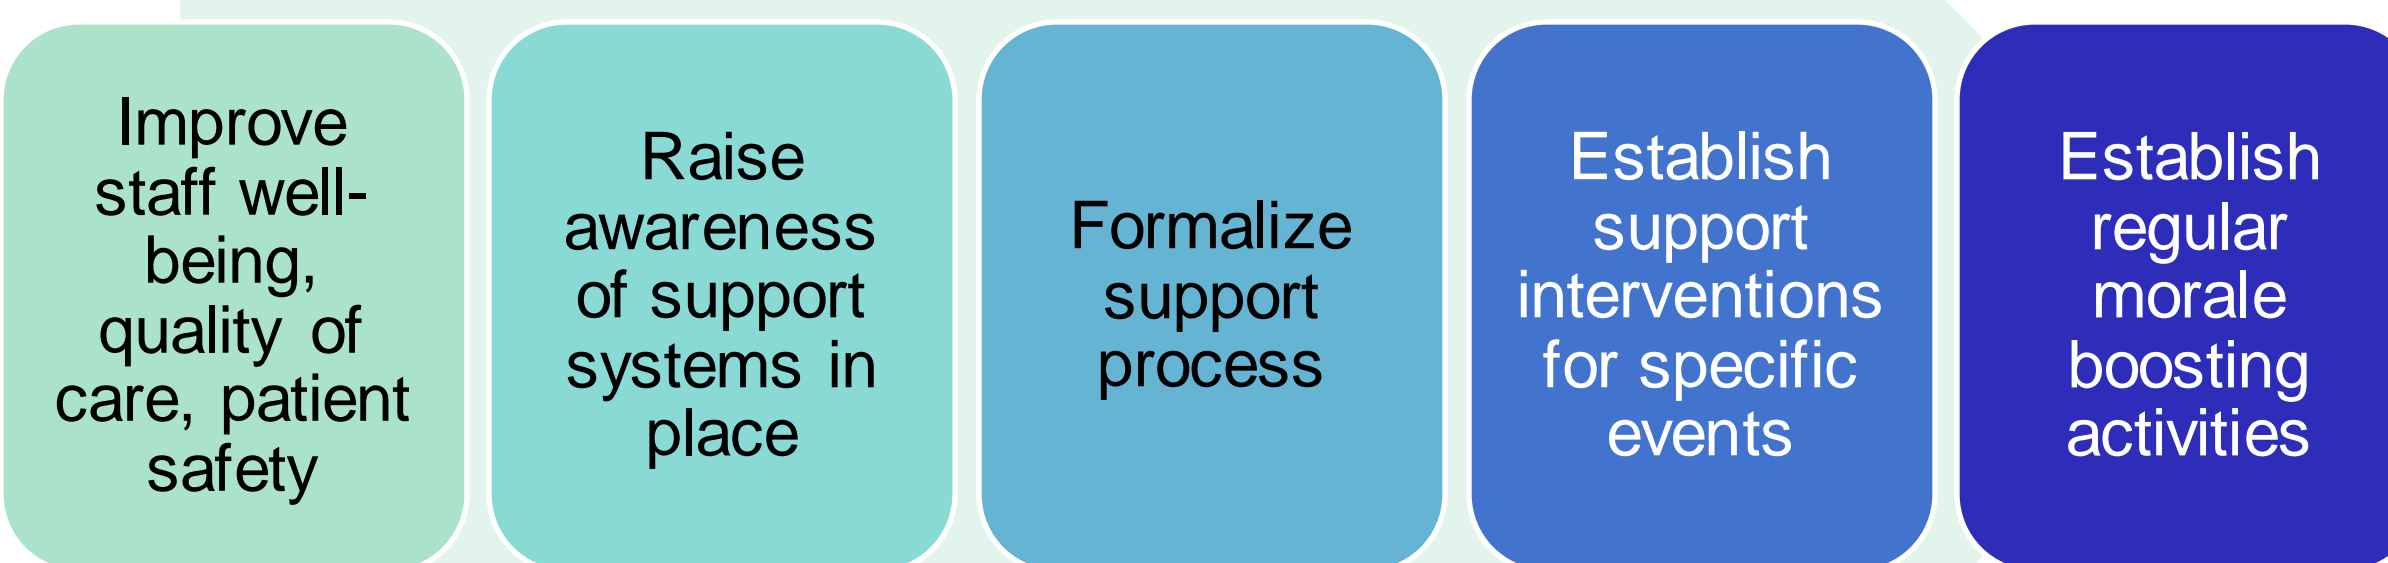 Improve
staff well-
being,
quality of
care, patient
safety
Raise
awareness
of support
systems in
place
Formalize
support
process
Establish
support
interventions
for specific
events
Establish
regular
morale
boosting
activities